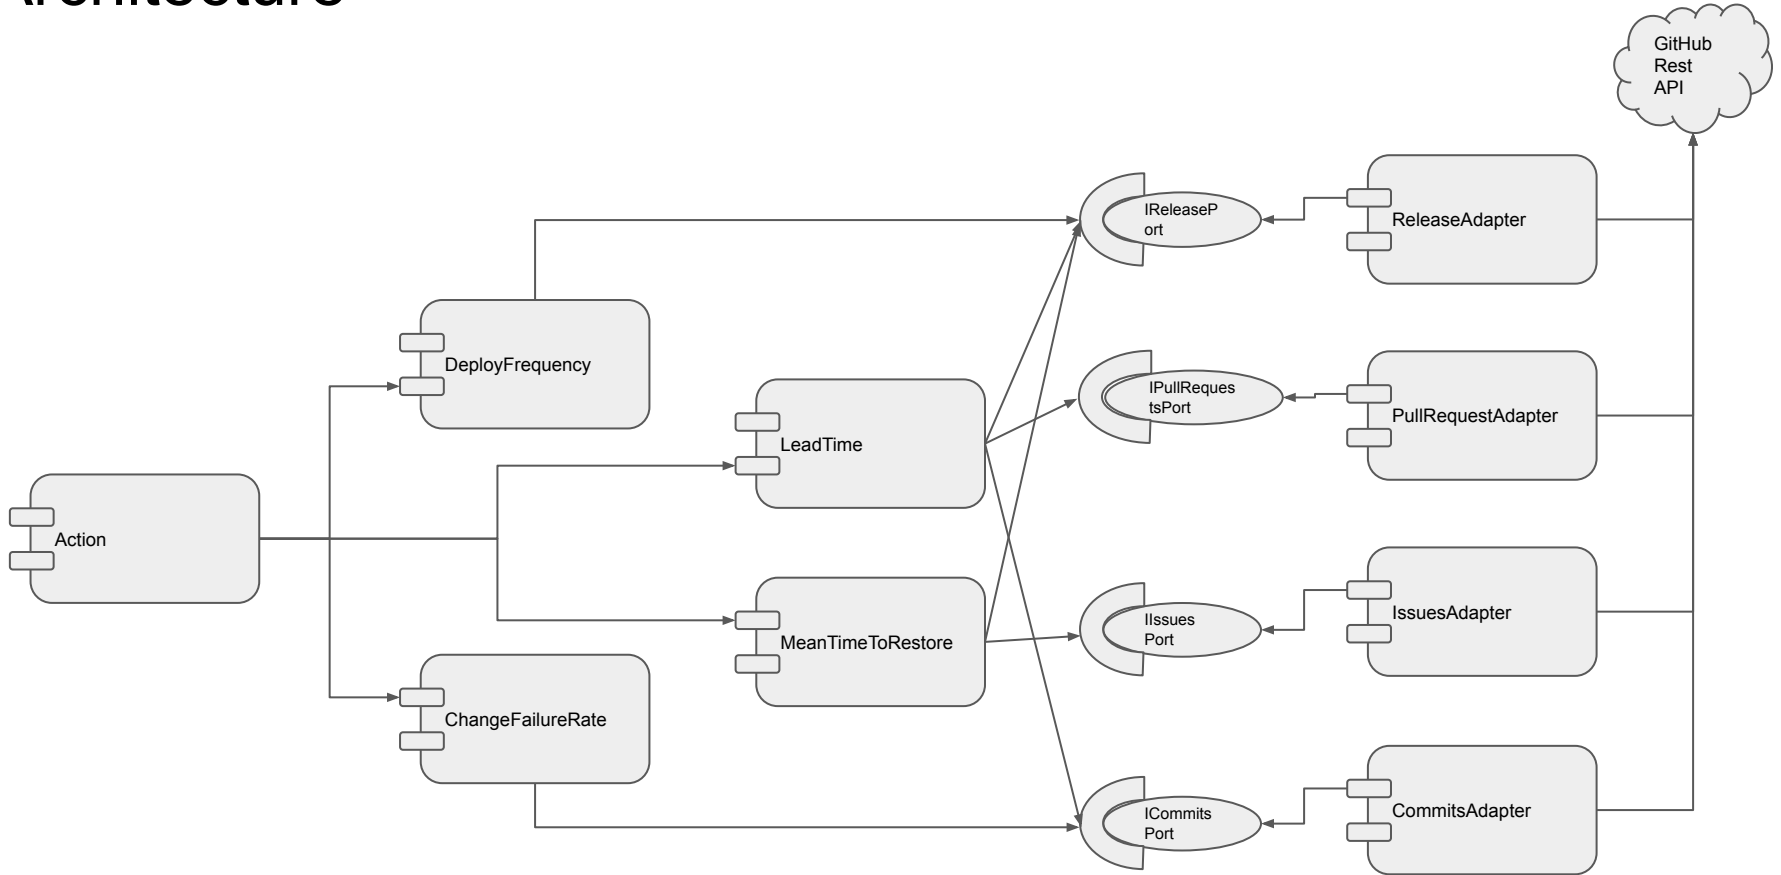 Architecture
GitHub
Rest
API
IReleaseP
ort
ReleaseAdapter
DeployFrequency
IPullReques
tsPort
PullRequestAdapter
LeadTime
Action
IIssues
Port
IssuesAdapter
MeanTimeToRestore
ChangeFailureRate
ICommits
Port
CommitsAdapter